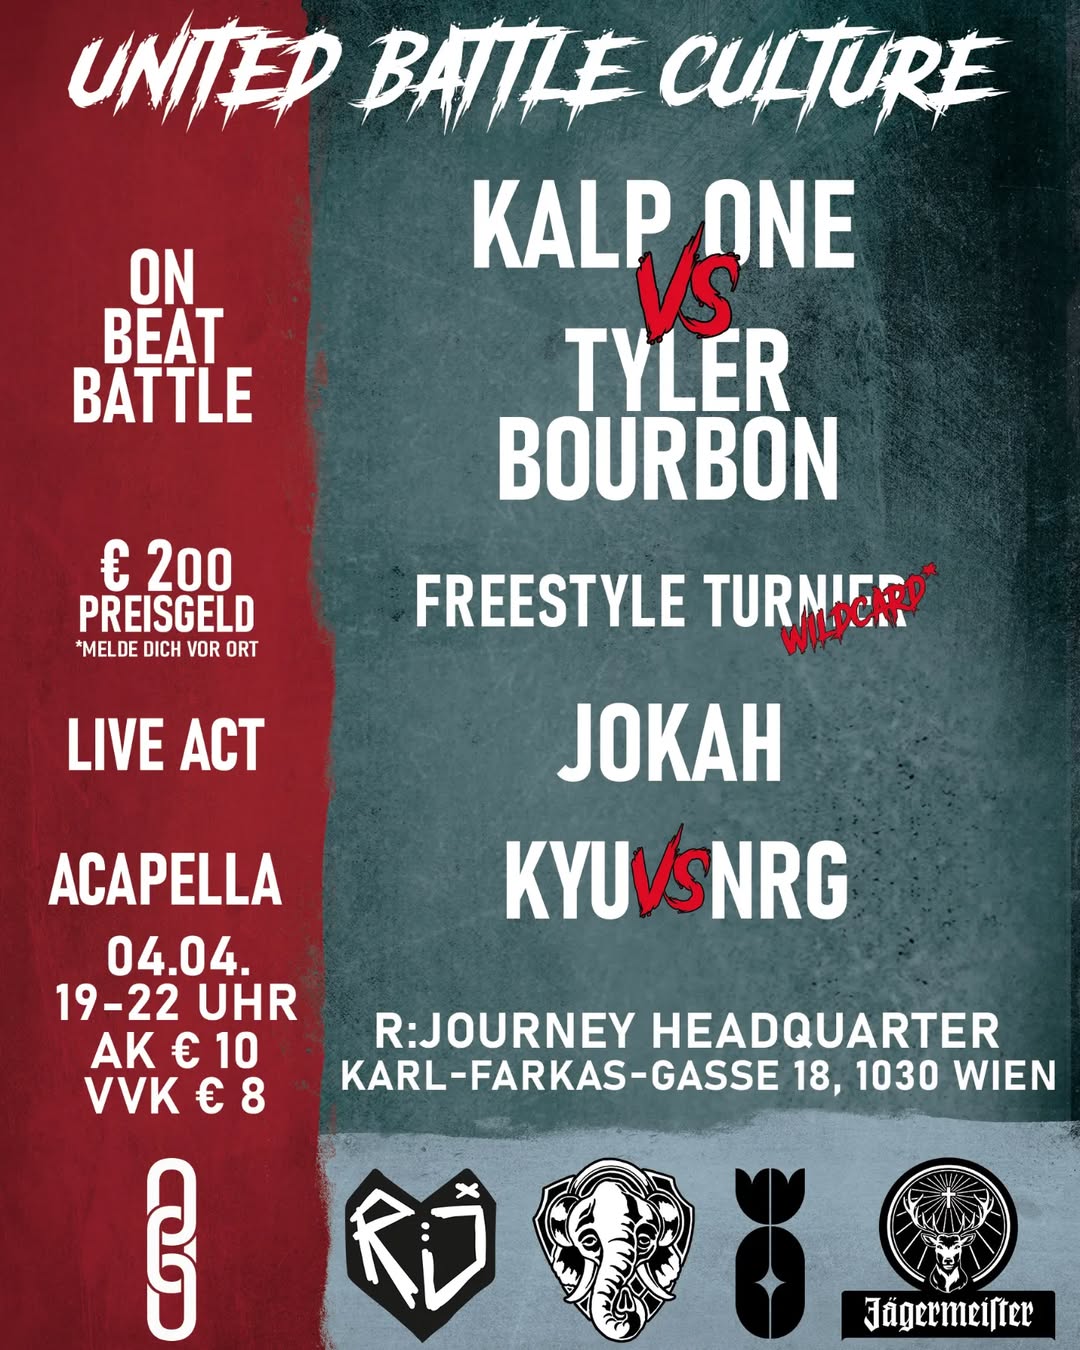 UNITED BATTLE CULTURE
ON
BEAT
BATTLE
KALP ONE
VS
TYLER
BOURBON
€ 200
PREISGELD
*MELDE DICH VOR ORT
FREESTYLE TURNIER
WILDCARD*
LIVE ACT
JOKAH
ACAPELLA
KYU VS NRG
04.04.
19-22 UHR
AK € 10
VVK € 8
R:JOURNEY HEADQUARTER
KARL-FARKAS-GASSE 18, 1030 WIEN
R:J
Jägermeiſter